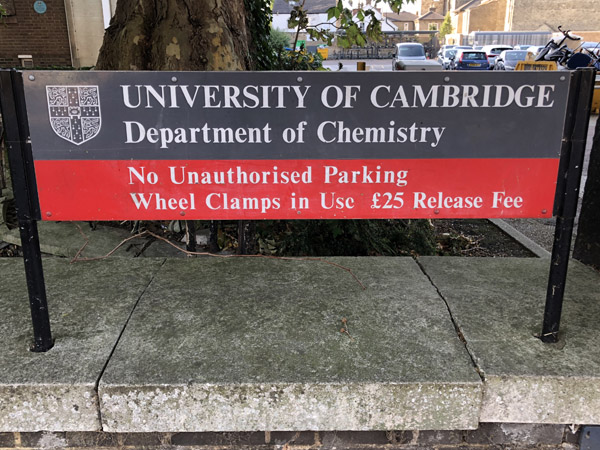 UNIVERSITY OF CAMBRIDGE
Department of Chemistry
No Unauthorised Parking
Wheel Clamps in Use £25 Release Fee